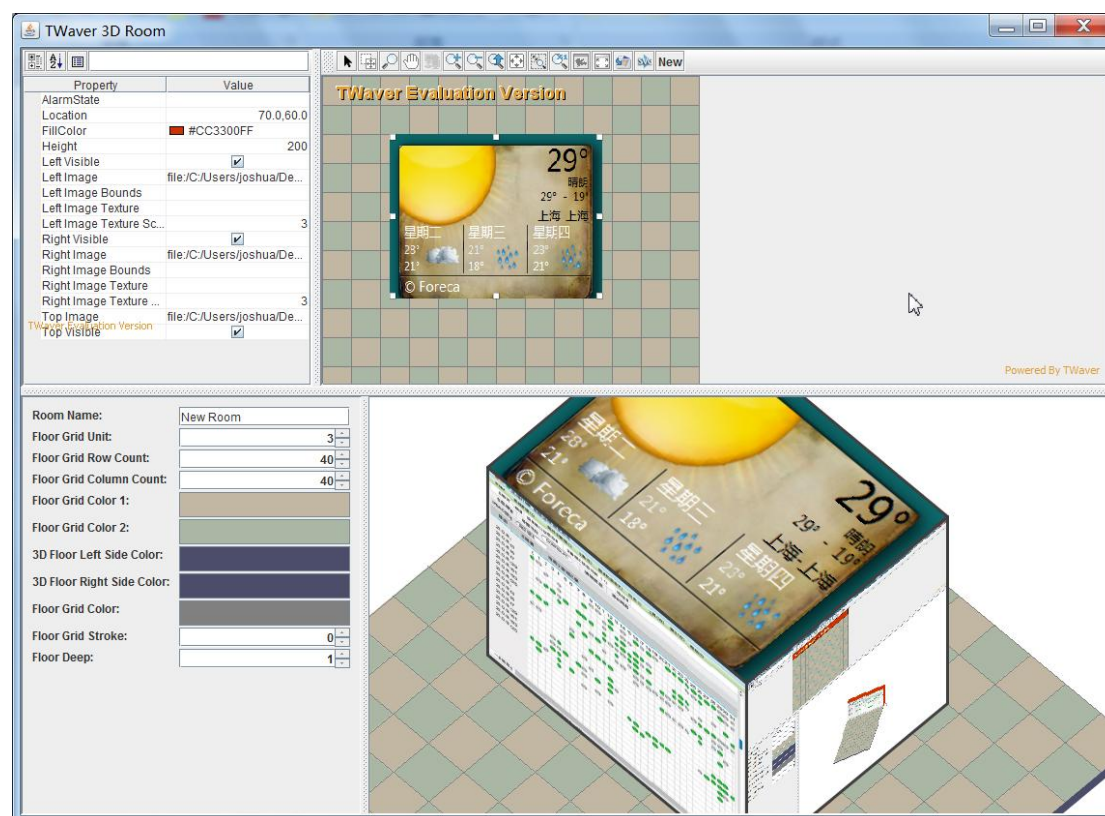 TWaver 3D Room
New
Property Value
AlarmState
Location 70.0,60.0
FillColor #CC3300FF
Height 200
Left Visible
Left Image file:/C:/Users/joshua/De...
Left Image Bounds
Left Image Texture
Left Image Texture Sc... 3
Right Visible
Right Image file:/C:/Users/joshua/De...
Right Image Bounds
Right Image Texture
Right Image Texture ... 3
Top Image file:/C:/Users/joshua/De...
TWaver Evaluation Version
Top Visible
TWaver Evaluation Version
29°
晴朗
29° - 19°
上海 上海
星期二 星期三 星期四
23° 21° 23°
21° 18° 21°
© Foreca
Powered By TWaver
Room Name: New Room
Floor Grid Unit: 3
Floor Grid Row Count: 40
Floor Grid Column Count: 40
Floor Grid Color 1:
Floor Grid Color 2:
3D Floor Left Side Color:
3D Floor Right Side Color:
Floor Grid Color:
Floor Grid Stroke: 0
Floor Deep: 1
29°
晴朗
29° - 19°
上海-上海
星期二 星期三 星期四
28° 21° 23°
21° 18° 21°
© Foreca